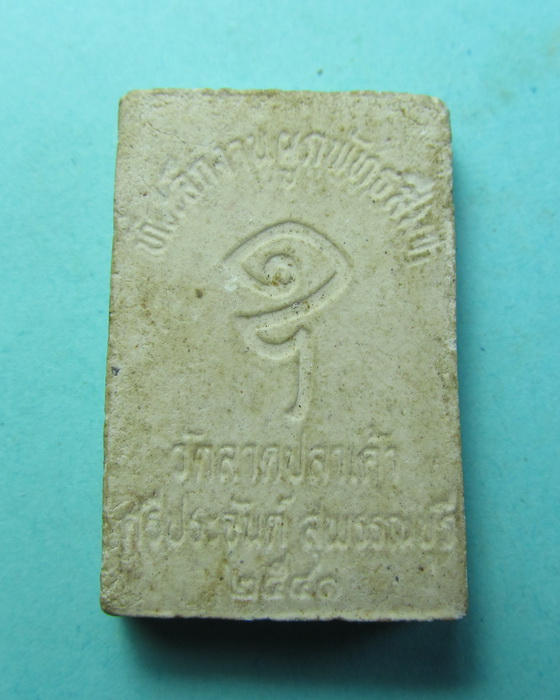 ที่ระลึกงานผูกพัทธสีมา
วัดลาดปลาเค้า
ศรีประจันต์ สุพรรณบุรี
๒๕๔๑